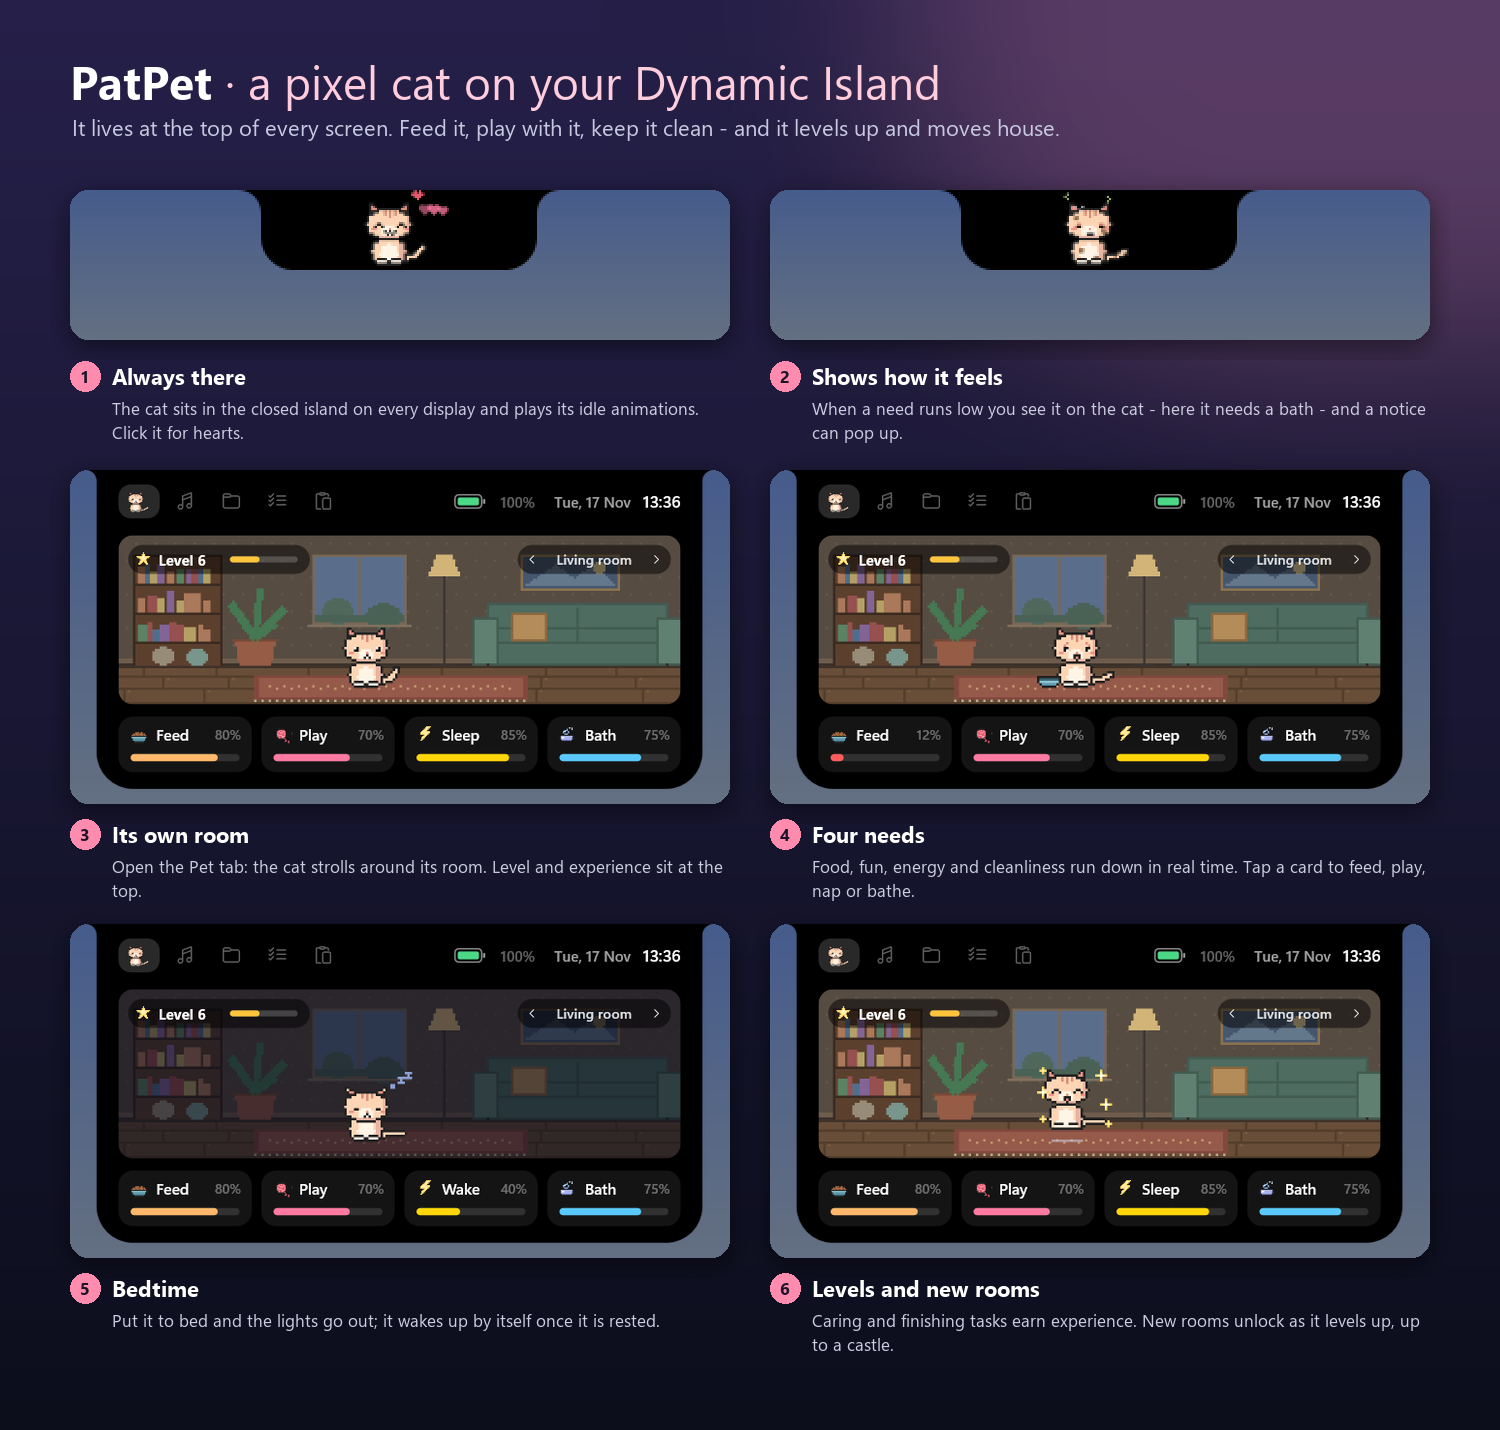 PatPet · a pixel cat on your Dynamic Island
It lives at the top of every screen. Feed it, play with it, keep it clean - and it levels up and moves house.
1 Always there
The cat sits in the closed island on every display and plays its idle animations.
Click it for hearts.
2 Shows how it feels
When a need runs low you see it on the cat - here it needs a bath - and a notice
can pop up.
100% Tue, 17 Nov 13:36
Level 6 Living room
Feed 80% Play 70% Sleep 85% Bath 75%
3 Its own room
Open the Pet tab: the cat strolls around its room. Level and experience sit at the
top.
100% Tue, 17 Nov 13:36
Level 6 Living room
Feed 12% Play 70% Sleep 85% Bath 75%
4 Four needs
Food, fun, energy and cleanliness run down in real time. Tap a card to feed, play,
nap or bathe.
100% Tue, 17 Nov 13:36
Level 6 Living room
Feed 80% Play 70% Wake 40% Bath 75%
5 Bedtime
Put it to bed and the lights go out; it wakes up by itself once it is rested.
100% Tue, 17 Nov 13:36
Level 6 Living room
Feed 80% Play 70% Sleep 85% Bath 75%
6 Levels and new rooms
Caring and finishing tasks earn experience. New rooms unlock as it levels up, up
to a castle.